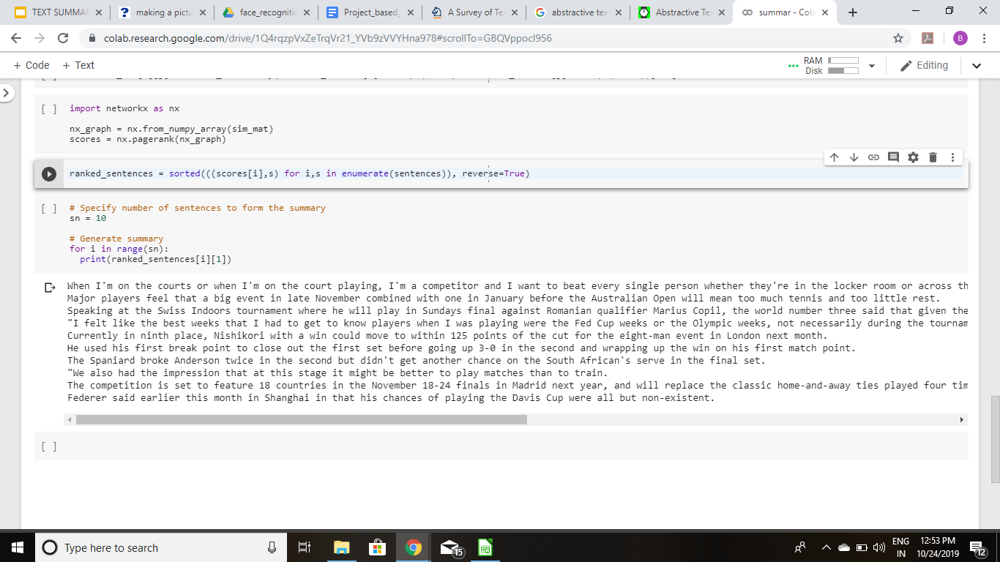 TEXT SUMMAR
making a pictu
face_recognitic
Project_based_
A Survey of Te
abstractive tex
Abstractive Te
summar - Cola
colab.research.google.com/drive/1Q4rqzpVxZeTrqVr21_YVb9zVVYHna978#scrollTo=GBQVppocI956
B
+ Code + Text
RAM
Disk
Editing
[ ] import networkx as nx
nx_graph = nx.from_numpy_array(sim_mat)
scores = nx.pagerank(nx_graph)
ranked_sentences = sorted(((scores[i],s) for i,s in enumerate(sentences)), reverse=True)
[ ] # Specify number of sentences to form the summary
sn = 10
# Generate summary
for i in range(sn):
print(ranked_sentences[i][1])
When I'm on the courts or when I'm on the court playing, I'm a competitor and I want to beat every single person whether they're in the locker room or across th
Major players feel that a big event in late November combined with one in January before the Australian Open will mean too much tennis and too little rest.
Speaking at the Swiss Indoors tournament where he will play in Sundays final against Romanian qualifier Marius Copil, the world number three said that given the
"I felt like the best weeks that I had to get to know players when I was playing were the Fed Cup weeks or the Olympic weeks, not necessarily during the tournam
Currently in ninth place, Nishikori with a win could move to within 125 points of the cut for the eight-man event in London next month.
He used his first break point to close out the first set before going up 3-0 in the second and wrapping up the win on his first match point.
The Spaniard broke Anderson twice in the second but didn't get another chance on the South African's serve in the final set.
"We also had the impression that at this stage it might be better to play matches than to train.
The competition is set to feature 18 countries in the November 18-24 finals in Madrid next year, and will replace the classic home-and-away ties played four tim
Federer said earlier this month in Shanghai in that his chances of playing the Davis Cup were all but non-existent.
[ ]
Type here to search
15
ENG
IN
12:53 PM
10/24/2019
12